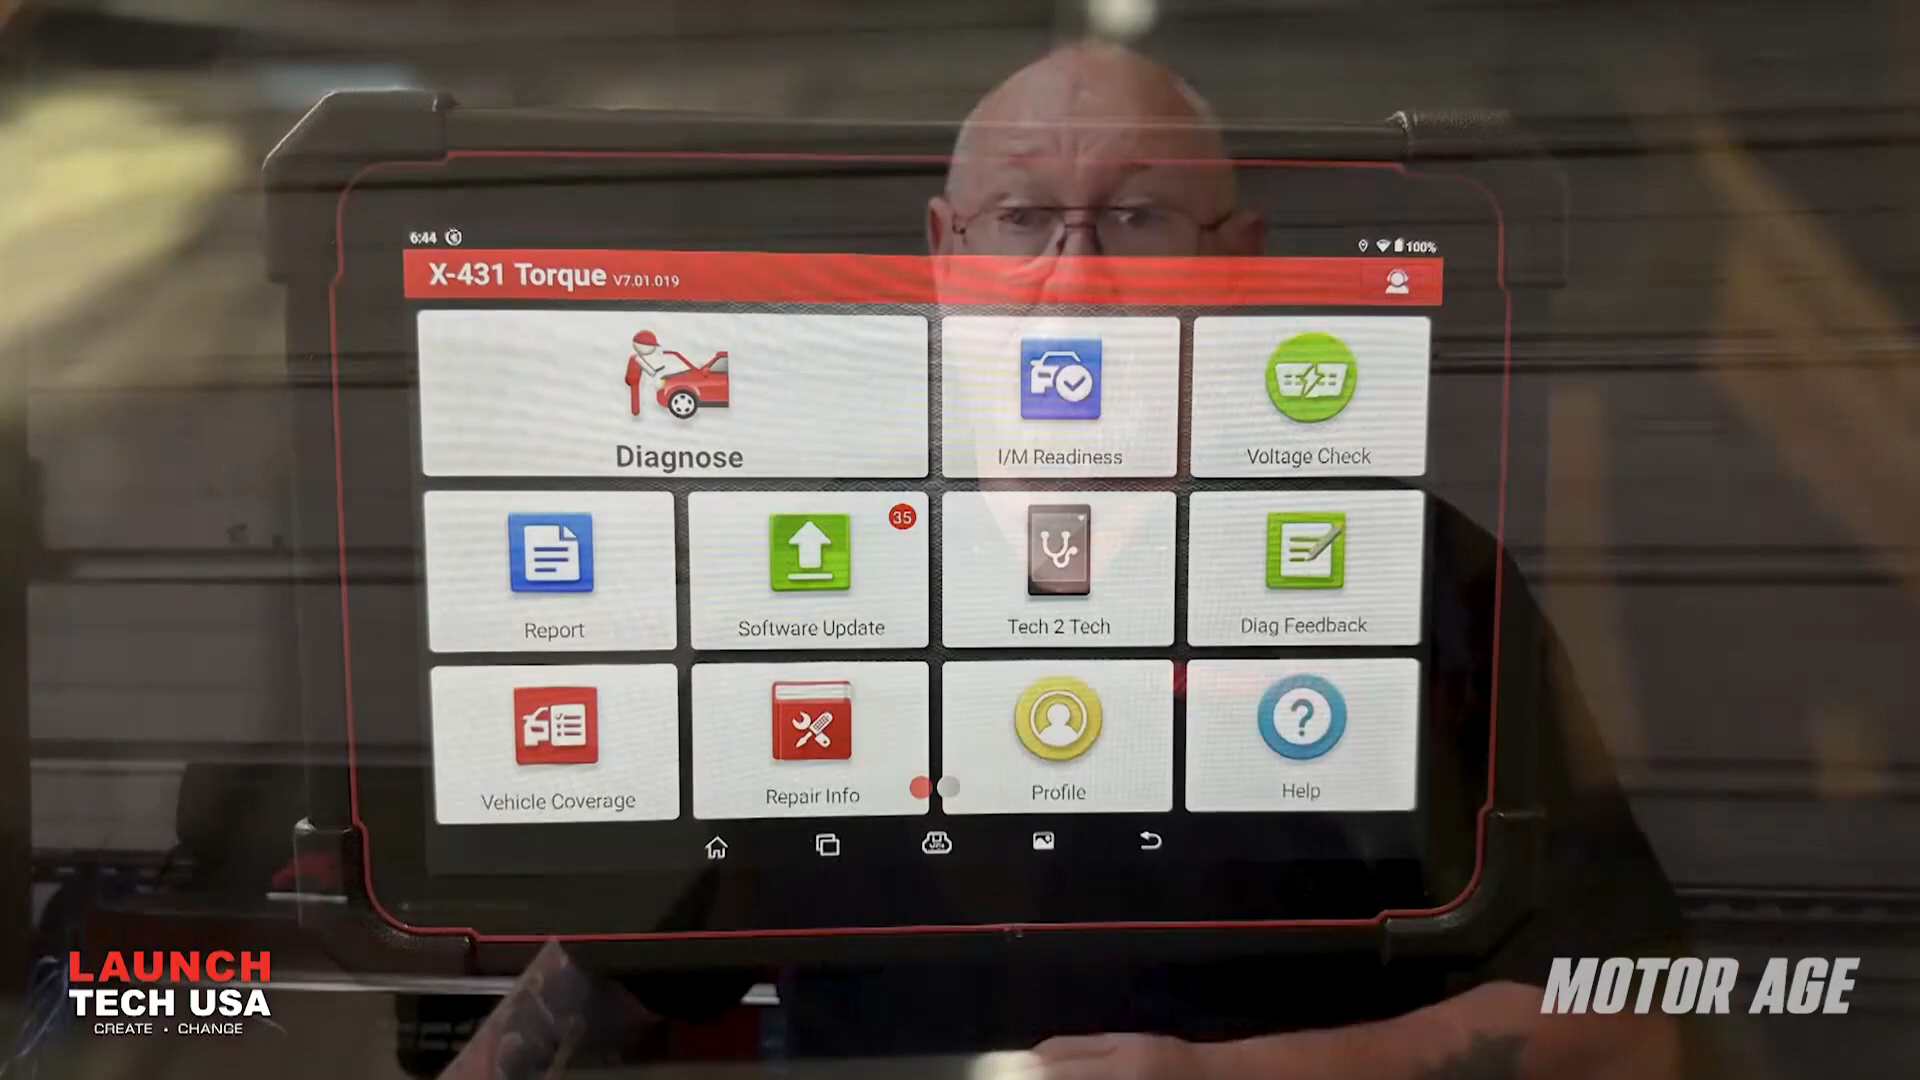 6:44
100%
X-431 Torque V7.01.019
Diagnose
I/M Readiness
Voltage Check
35
Report
Software Update
Tech 2 Tech
Diag Feedback
Vehicle Coverage
Repair Info
Profile
Help
LAUNCH
TECH USA
CREATE • CHANGE
MOTOR AGE